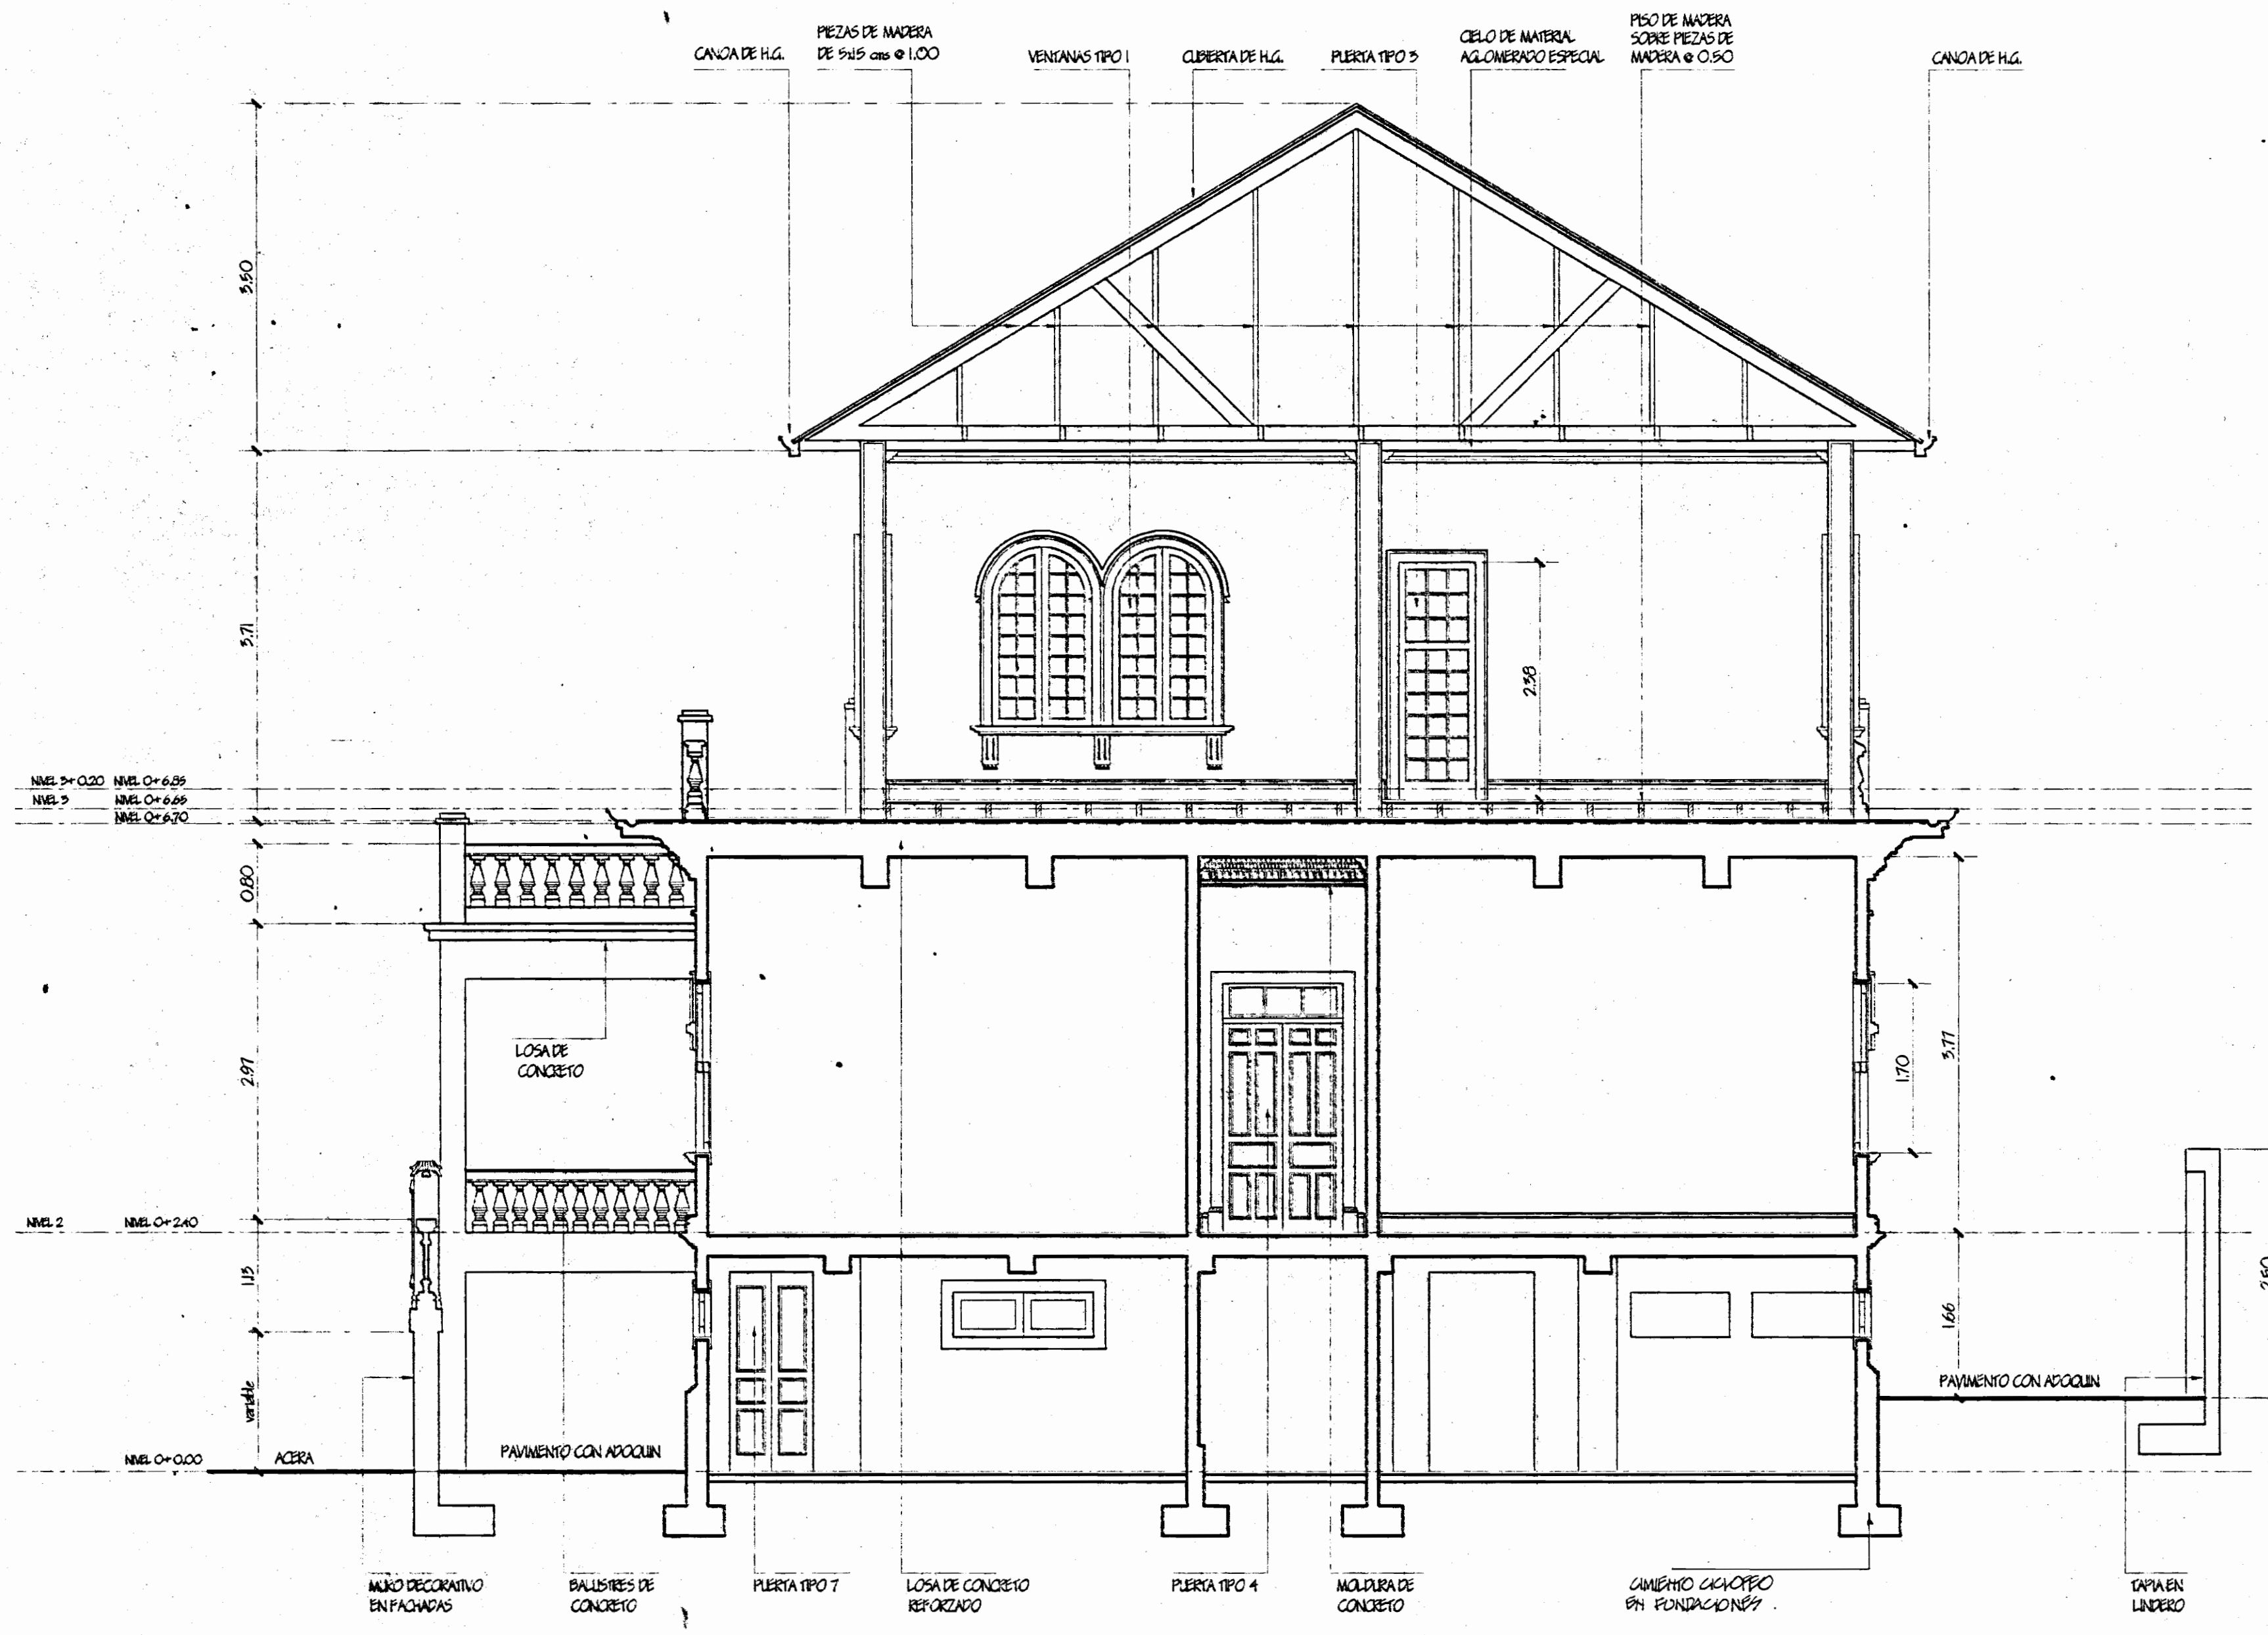 CANOA DE H.G.
PIEZAS DE MADERA
DE 5x15 cms @ 1.00
VENTANAS TIPO 1
CUBIERTA DE H.G.
PUERTA TIPO 3
CIELO DE MATERIAL
AGLOMERADO ESPECIAL
PISO DE MADERA
SOBRE PIEZAS DE
MADERA @ 0.50
CANOA DE H.G.
3.50
3.71
2.38
NIVEL 3+0.20 NIVEL 0+6.85
NIVEL 3 NIVEL 0+6.65
NIVEL 0+6.70
0.80
LOSA DE
CONCRETO
2.97
1.70
3.77
NIVEL 2 NIVEL 0+2.40
1.13
2.50
1.66
variable
PAVIMENTO CON ADOQUIN
NIVEL 0+0.00
ACERA
PAVIMENTO CON ADOQUIN
MURO DECORATIVO
EN FACHADAS
BALUSTRES DE
CONCRETO
PUERTA TIPO 7
LOSA DE CONCRETO
REFORZADO
PUERTA TIPO 4
MOLDURA DE
CONCRETO
CIMIENTO CICLOPEO
EN FUNDACIONES.
TAPIA EN
LINDERO